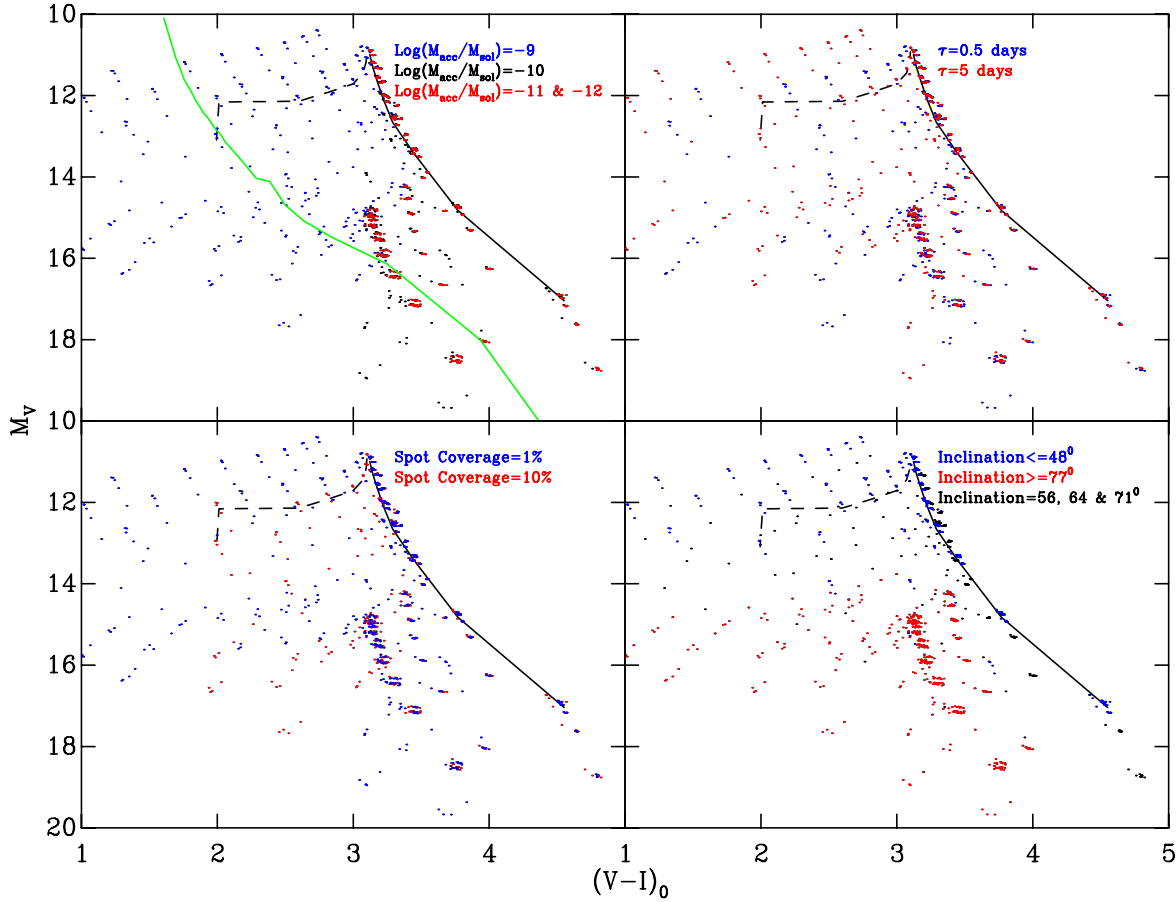 10
12
14
16
18
10
12
14
16
18
20
M_V
Log(M_acc/M_sol)=−9
Log(M_acc/M_sol)=−10
Log(M_acc/M_sol)=−11 & −12
τ=0.5 days
τ=5 days
Spot Coverage=1%
Spot Coverage=10%
Inclination<=48⁰
Inclination>=77⁰
Inclination=56, 64 & 71⁰
1 2 3 4 1 2 3 4 5
(V−I)₀